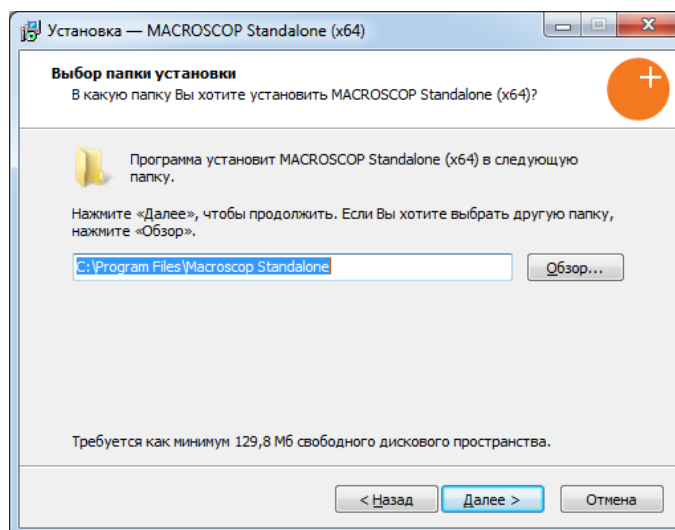 Установка — MACROSCOP Standalone (x64)
Выбор папки установки
В какую папку Вы хотите установить MACROSCOP Standalone (x64)?
Программа установит MACROSCOP Standalone (x64) в следующую
папку.
Нажмите «Далее», чтобы продолжить. Если Вы хотите выбрать другую папку,
нажмите «Обзор».
C:\Program Files\Macroscop Standalone
Обзор...
Требуется как минимум 129,8 Мб свободного дискового пространства.
< Назад Далее > Отмена